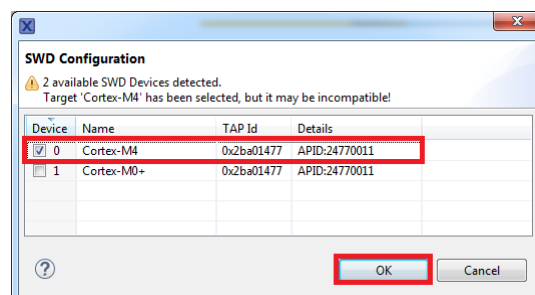 SWD Configuration
2 available SWD Devices detected.
Target 'Cortex-M4' has been selected, but it may be incompatible!
Device Name TAP Id Details
0 Cortex-M4 0x2ba01477 APID:24770011
1 Cortex-M0+ 0x2ba01477 APID:24770011
OK Cancel